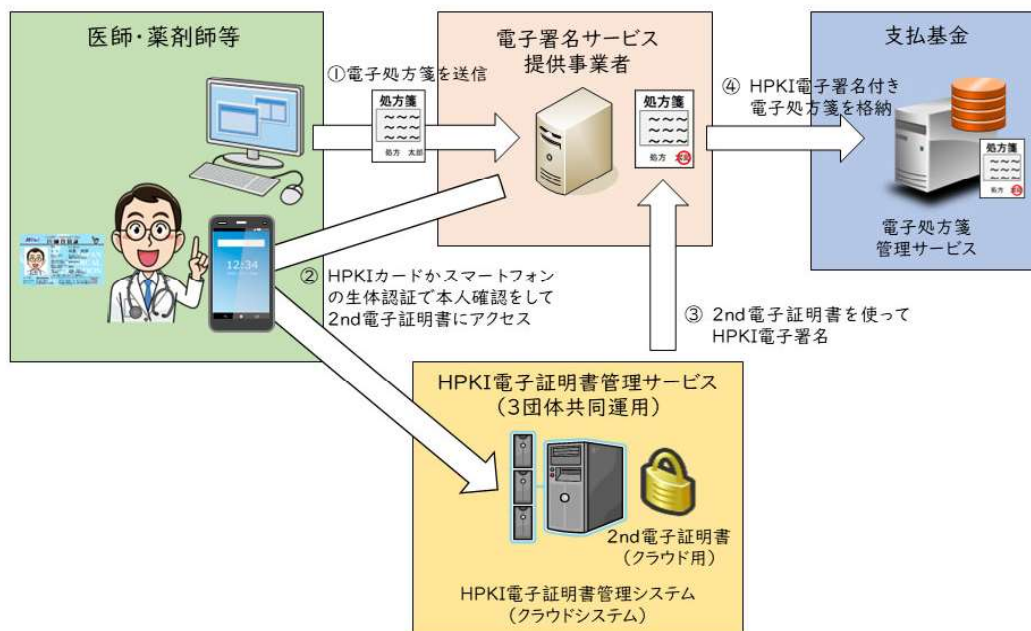 医師・薬剤師等
電子署名サービス
提供事業者
支払基金
①電子処方箋を送信
処方箋
処方 太郎
処方箋
処方
④ HPKI電子署名付き
電子処方箋を格納
処方箋
処方
電子処方箋
管理サービス
12:34
② HPKIカードかスマートフォン
の生体認証で本人確認をして
2nd電子証明書にアクセス
③ 2nd電子証明書を使って
HPKI電子署名
HPKI電子証明書管理サービス
(3団体共同運用)
2nd電子証明書
(クラウド用)
HPKI電子証明書管理システム
(クラウドシステム)